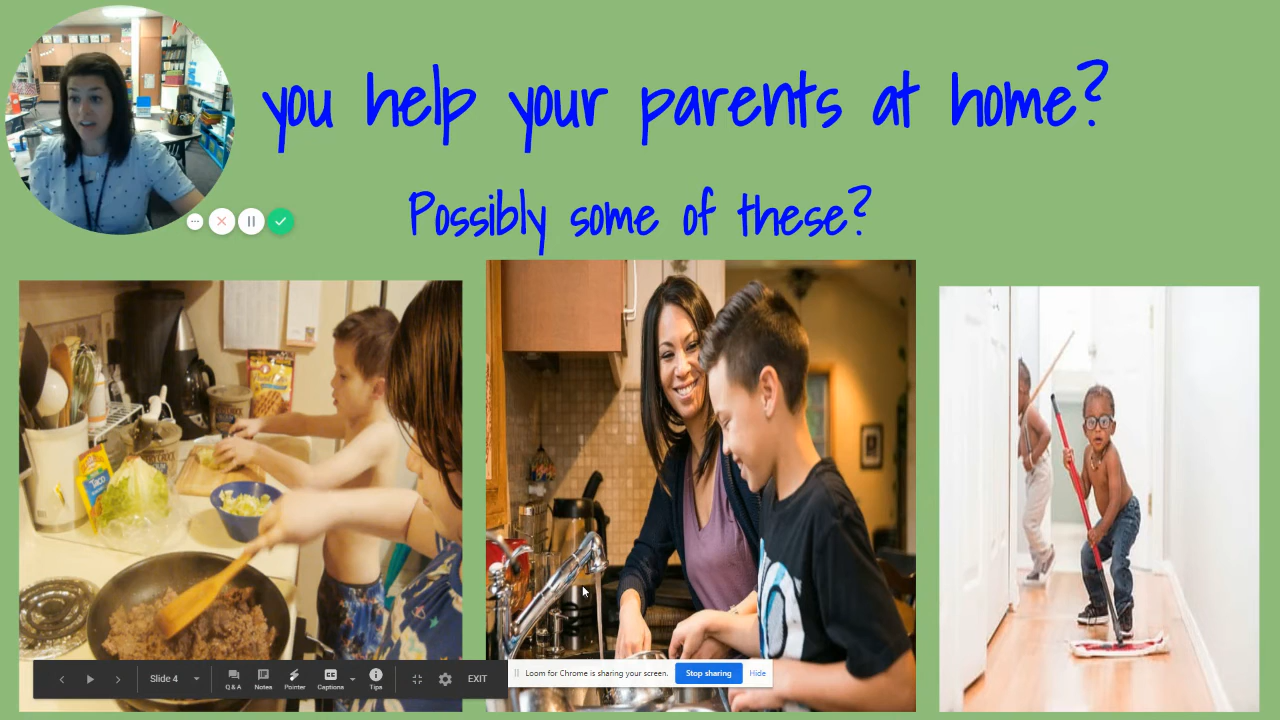 you help your parents at home?
Possibly some of these?
Taco
Slide 4
Q & A
Notes
Pointer
Captions
Tips
EXIT
Loom for Chrome is sharing your screen.
Stop sharing
Hide